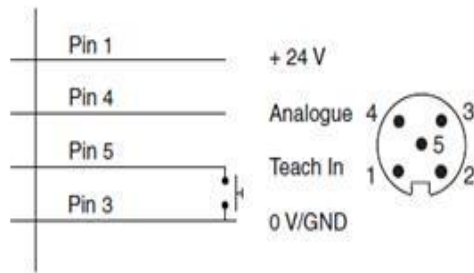 Pin 1 + 24 V
Pin 4 Analogue 4 3
5
Pin 5 Teach In 1 2
Pin 3 0 V/GND